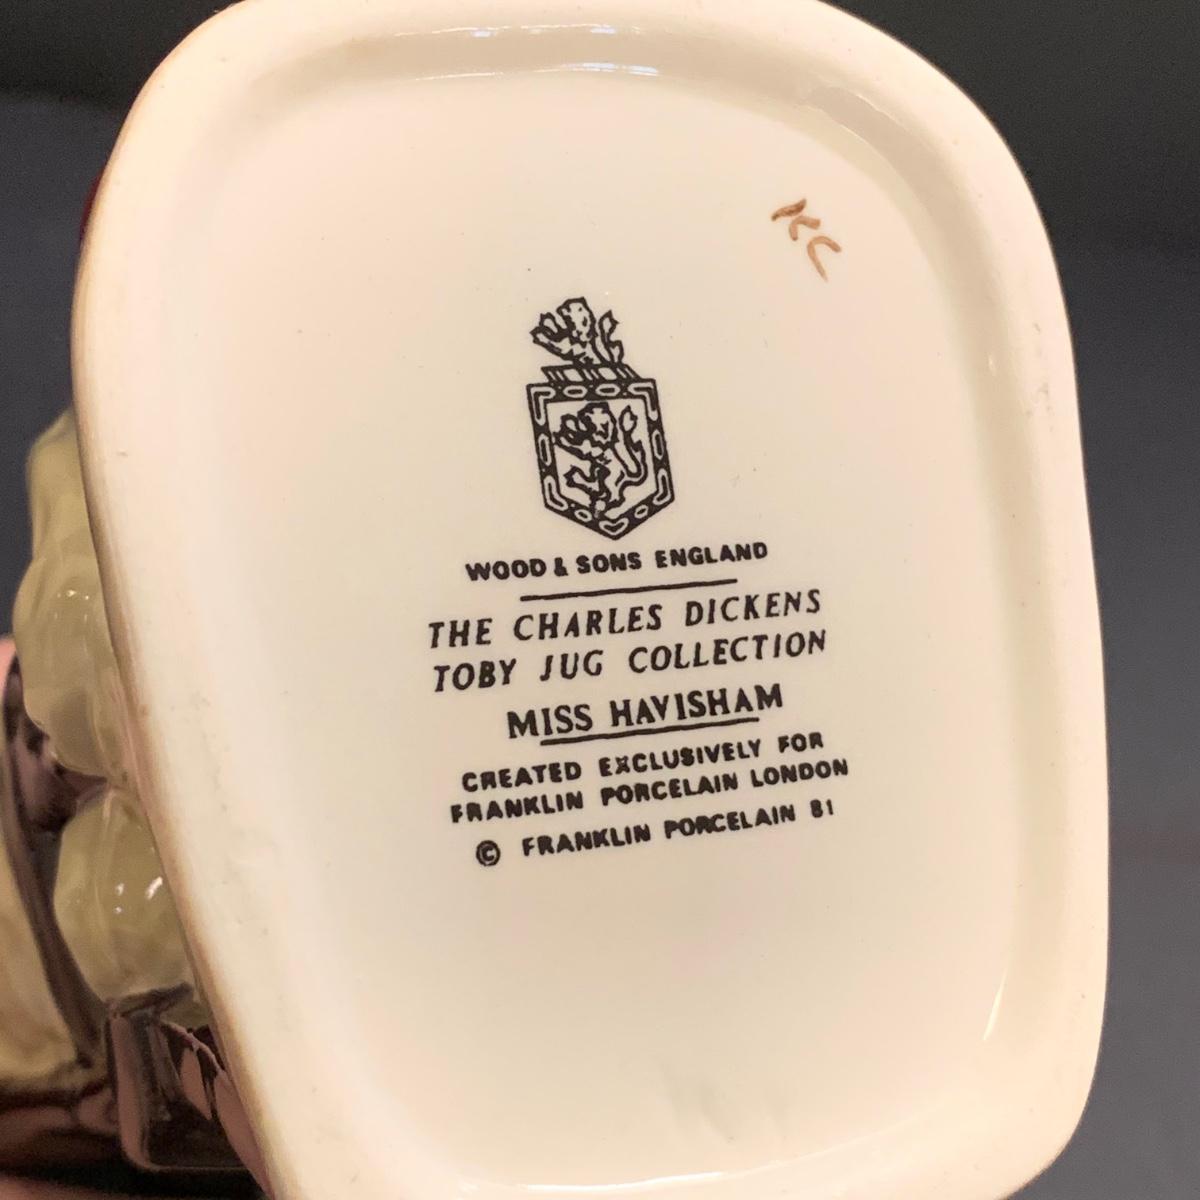 KC
WOOD & SONS ENGLAND
THE CHARLES DICKENS
TOBY JUG COLLECTION
MISS HAVISHAM
CREATED EXCLUSIVELY FOR
FRANKLIN PORCELAIN LONDON
© FRANKLIN PORCELAIN 81